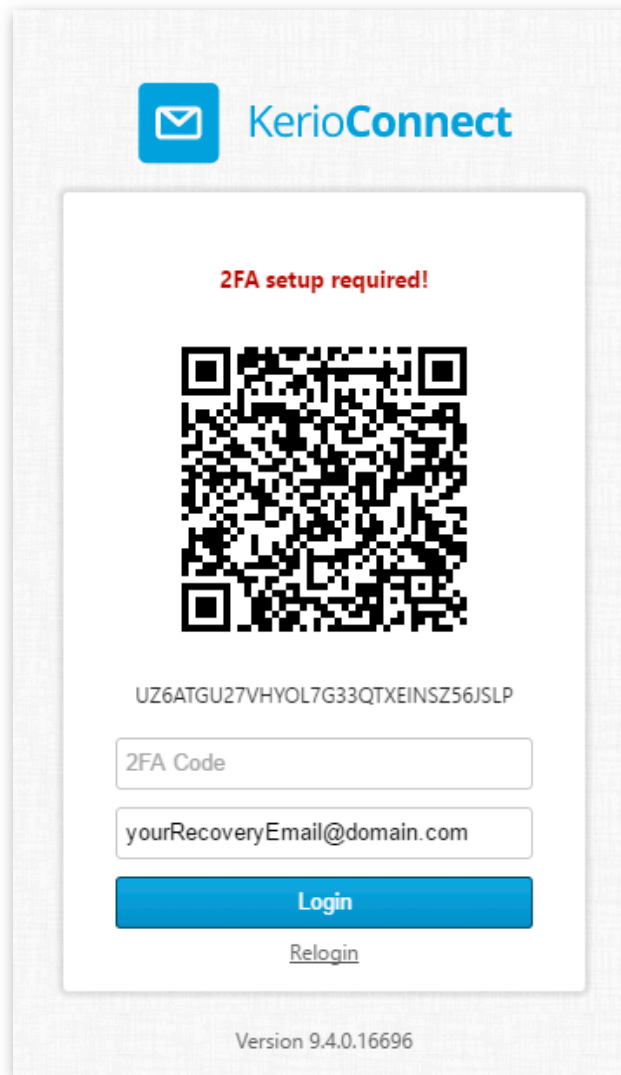 KerioConnect
2FA setup required!
UZ6ATGU27VHYOL7G33QTXEINSZ56JSLP
2FA Code
yourRecoveryEmail@domain.com
Login
Relogin
Version 9.4.0.16696